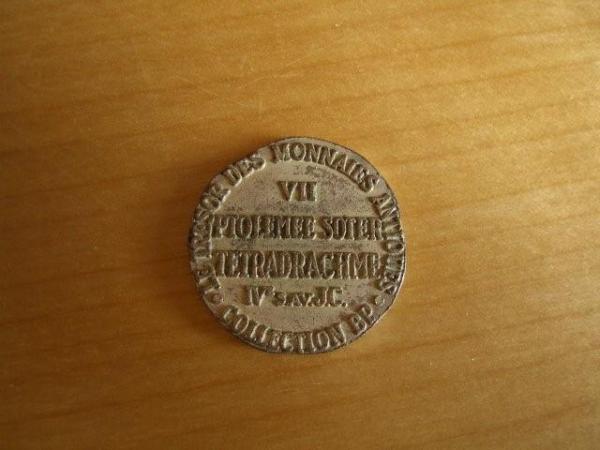 LE TRESOR DES MONNAIES ANTIQUES
VII
PTOLEMEE SOTER
TETRADRACHME
IVe S.AV.J.C.
COLLECTION BP